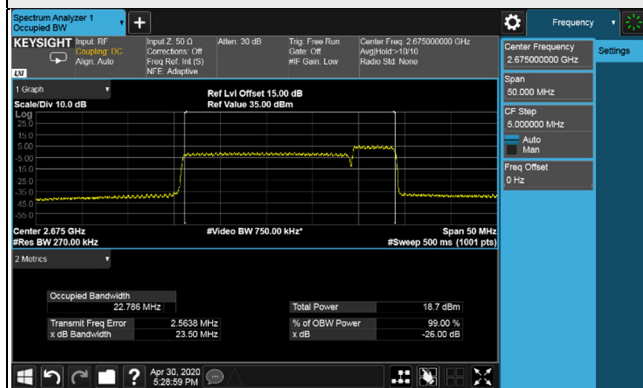 Spectrum Analyzer 1
Occupied BW
Frequency
KEYSIGHT
Input: RF
Coupling: DC
Align: Auto
Input Z: 50 Ω
Corrections: Off
Freq Ref: Int (S)
NFE: Adaptive
Atten: 30 dB
Trig: Free Run
Gate: Off
#IF Gain: Low
Center Freq: 2.675000000 GHz
Avg|Hold:>10/10
Radio Std: None
LXI
Center Frequency
2.675000000 GHz
Settings
Span
50.000 MHz
CF Step
5.000000 MHz
Auto
Man
Freq Offset
0 Hz
1 Graph
Scale/Div 10.0 dB
Ref Lvl Offset 15.00 dB
Ref Value 35.00 dBm
Log
25.0
15.0
5.00
-5.00
-15.0
-25.0
-35.0
-45.0
-55.0
Center 2.675 GHz
#Res BW 270.00 kHz
#Video BW 750.00 kHz*
Span 50 MHz
#Sweep 500 ms (1001 pts)
2 Metrics
Occupied Bandwidth
22.786 MHz
Total Power 18.7 dBm
Transmit Freq Error 2.5638 MHz
% of OBW Power 99.00 %
x dB Bandwidth 23.50 MHz
x dB -26.00 dB
Apr 30, 2020
5:28:59 PM